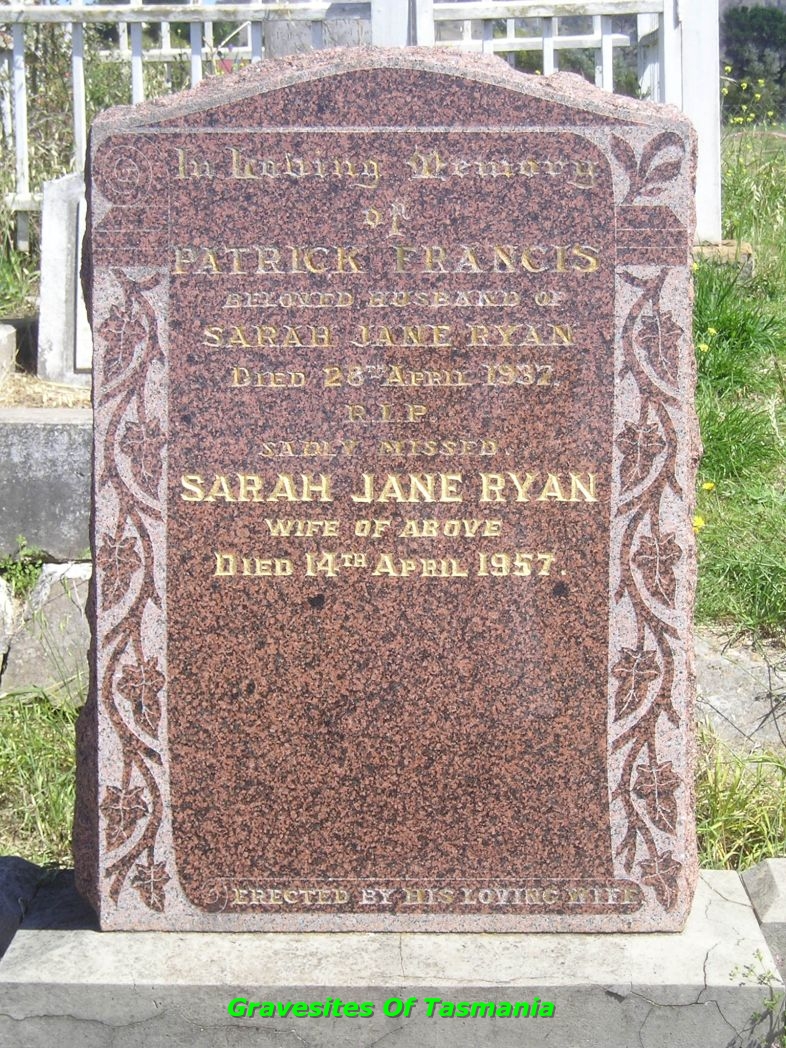 In Loving Memory
of
PATRICK FRANCIS
BELOVED HUSBAND OF
SARAH JANE RYAN
DIED 28TH APRIL 1937.
R.I.P.
SADLY MISSED.
SARAH JANE RYAN
WIFE OF ABOVE
DIED 14TH APRIL 1957.
ERECTED BY HIS LOVING WIFE
Gravesites Of Tasmania